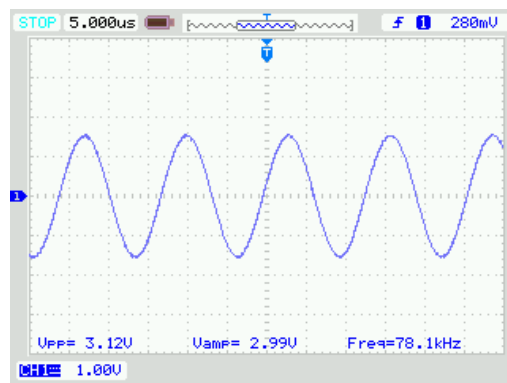 STOP 5.000us T f 1 280mV
T
1
VPP= 3.12V Vamp= 2.99V Freq=78.1kHz
CH1 1.00V